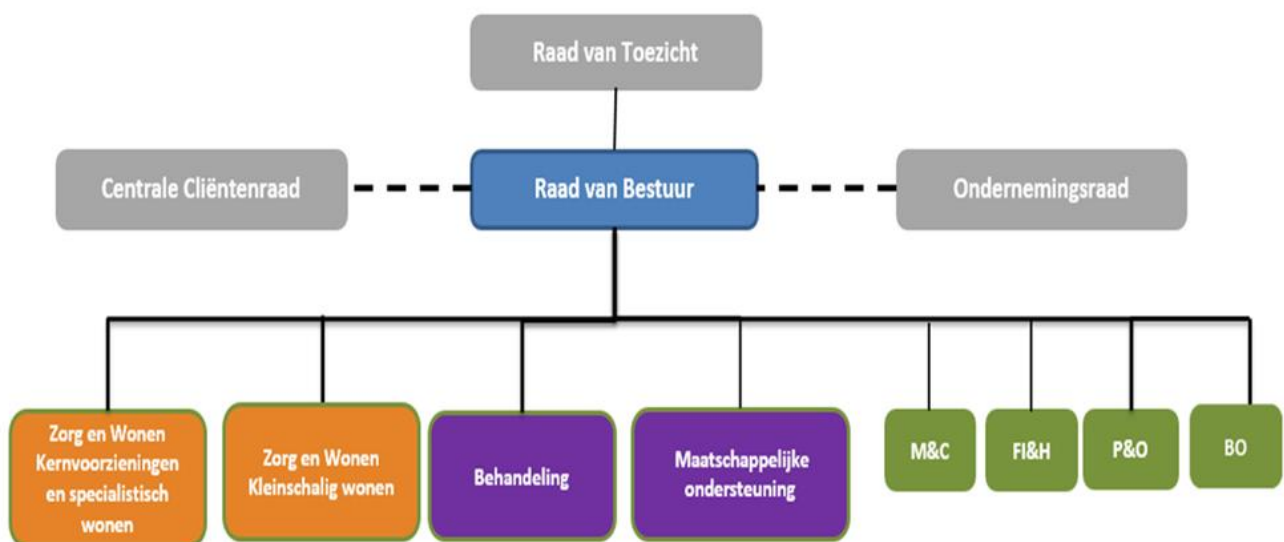 Raad van Toezicht
Centrale Cliëntenraad
Raad van Bestuur
Ondernemingsraad
Zorg en Wonen
Kernvoorzieningen
en specialistisch
wonen
Zorg en Wonen
Kleinschalig wonen
Behandeling
Maatschappelijke
ondersteuning
M&C
FI&H
P&O
BO